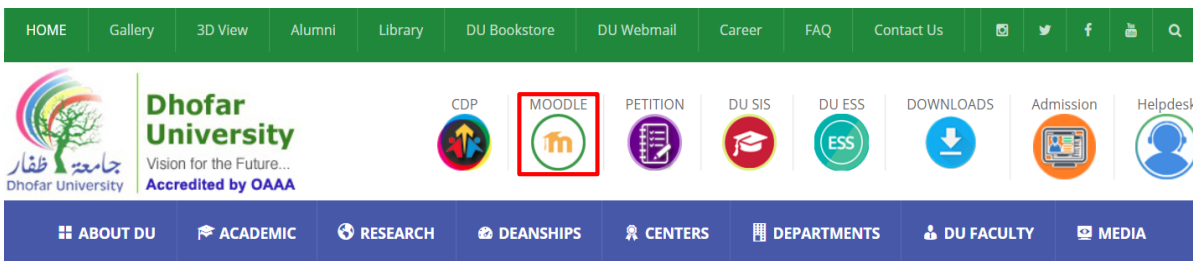 HOME Gallery 3D View Alumni Library DU Bookstore DU Webmail Career FAQ Contact Us
CDP MOODLE PETITION DU SIS DU ESS DOWNLOADS Admission Helpdesk
ESS
Dhofar
University
Vision for the Future...
Accredited by OAAA
جامعة ظفار
Dhofar University
ABOUT DU ACADEMIC RESEARCH DEANSHIPS CENTERS DEPARTMENTS DU FACULTY MEDIA